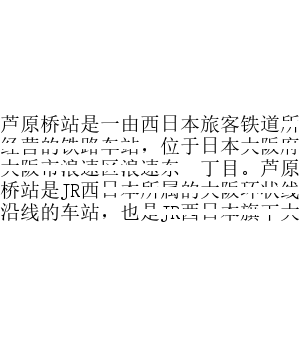 芦原桥站是一由西日本旅客铁道所
经营的铁路车站，位于日本大阪府
大阪市浪速区浪速东 丁目。芦原
桥站是JR西日本所属的大阪环状线
沿线的车站，也是JR西日本旗下大